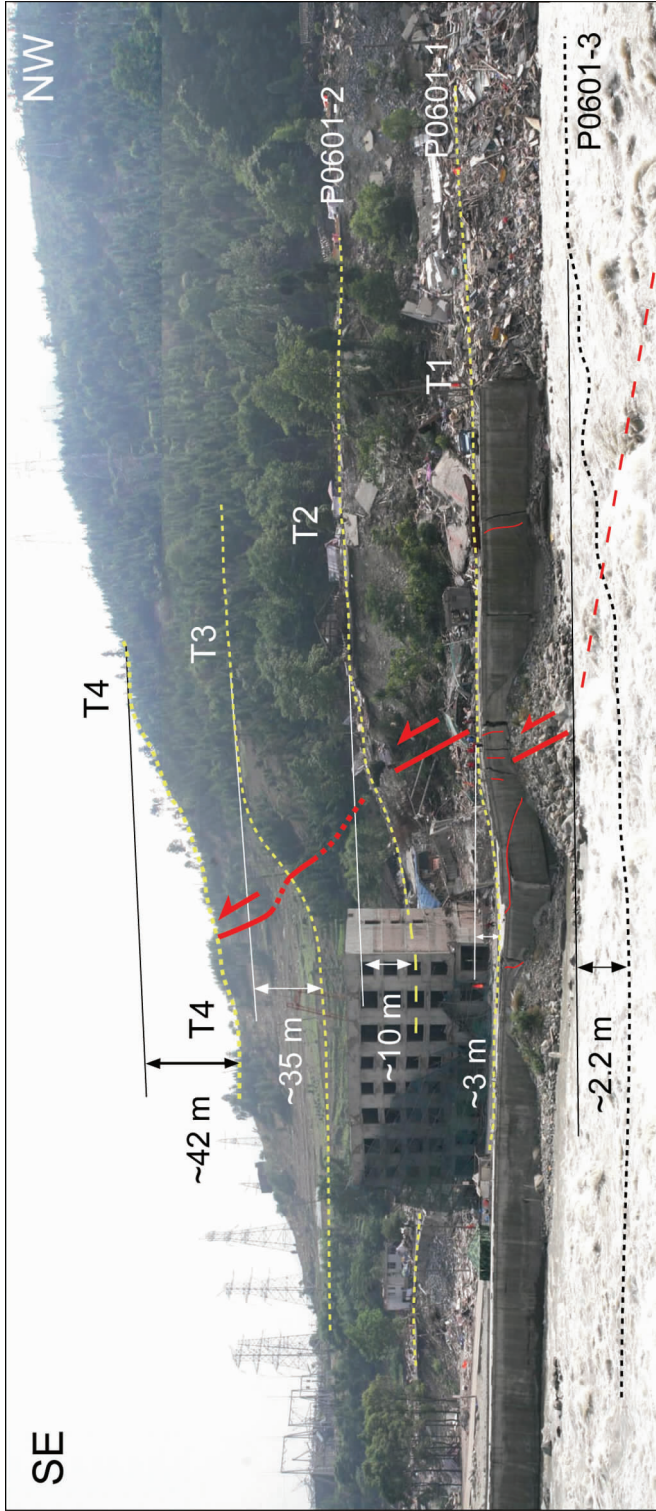 SE
NW
T4
~42 m
T4
T3
~35 m
T2
P0601-2
~10 m
T1
P0601-1
~3 m
P0601-3
~2.2 m